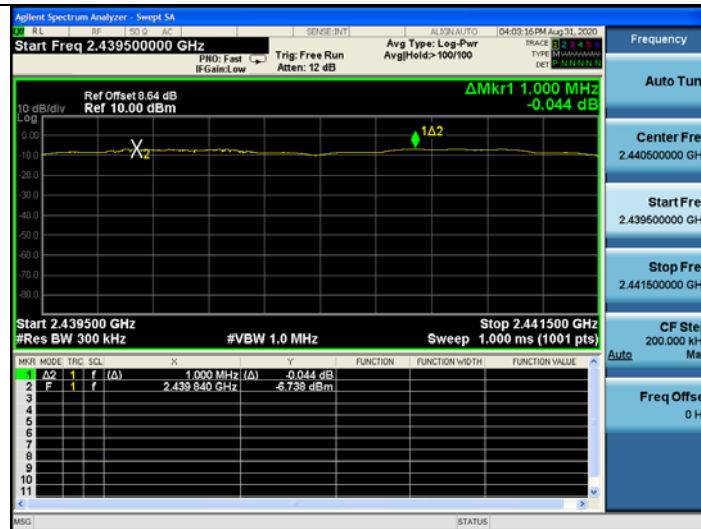 Agilent Spectrum Analyzer - Swept SA
RL RF 50 Ω AC SENSE:INT ALIGNAUTO 04:03:16 PM Aug 31, 2020
Start Freq 2.439500000 GHz
PNO: Fast
IFGain:Low
Trig: Free Run
Atten: 12 dB
Avg Type: Log-Pwr
Avg|Hold:> 100/100
TRACE 1 2 3 4 5 6
TYPE MWWWWW
DET P N N N N N
ΔMkr1 1.000 MHz
-0.044 dB
Ref Offset 8.64 dB
10 dB/div Ref 10.00 dBm
Log
0.00
-10.0
-20.0
-30.0
-40.0
-50.0
-60.0
-70.0
-80.0
X2
1Δ2
Start 2.439500 GHz Stop 2.441500 GHz
#Res BW 300 kHz #VBW 1.0 MHz Sweep 1.000 ms (1001 pts)
MKR MODE TRC SCL X Y FUNCTION FUNCTION WIDTH FUNCTION VALUE
1 Δ2 1 f (Δ) 1.000 MHz (Δ) -0.044 dB
2 F 1 f 2.439 840 GHz -6.738 dBm
3
4
5
6
7
8
9
10
11
MSG STATUS
Frequency
Auto Tun
Center Fre
2.440500000 GH
Start Fre
2.439500000 GH
Stop Fre
2.441500000 GH
CF Ste
200.000 kH
Auto Ma
Freq Offse
0 H